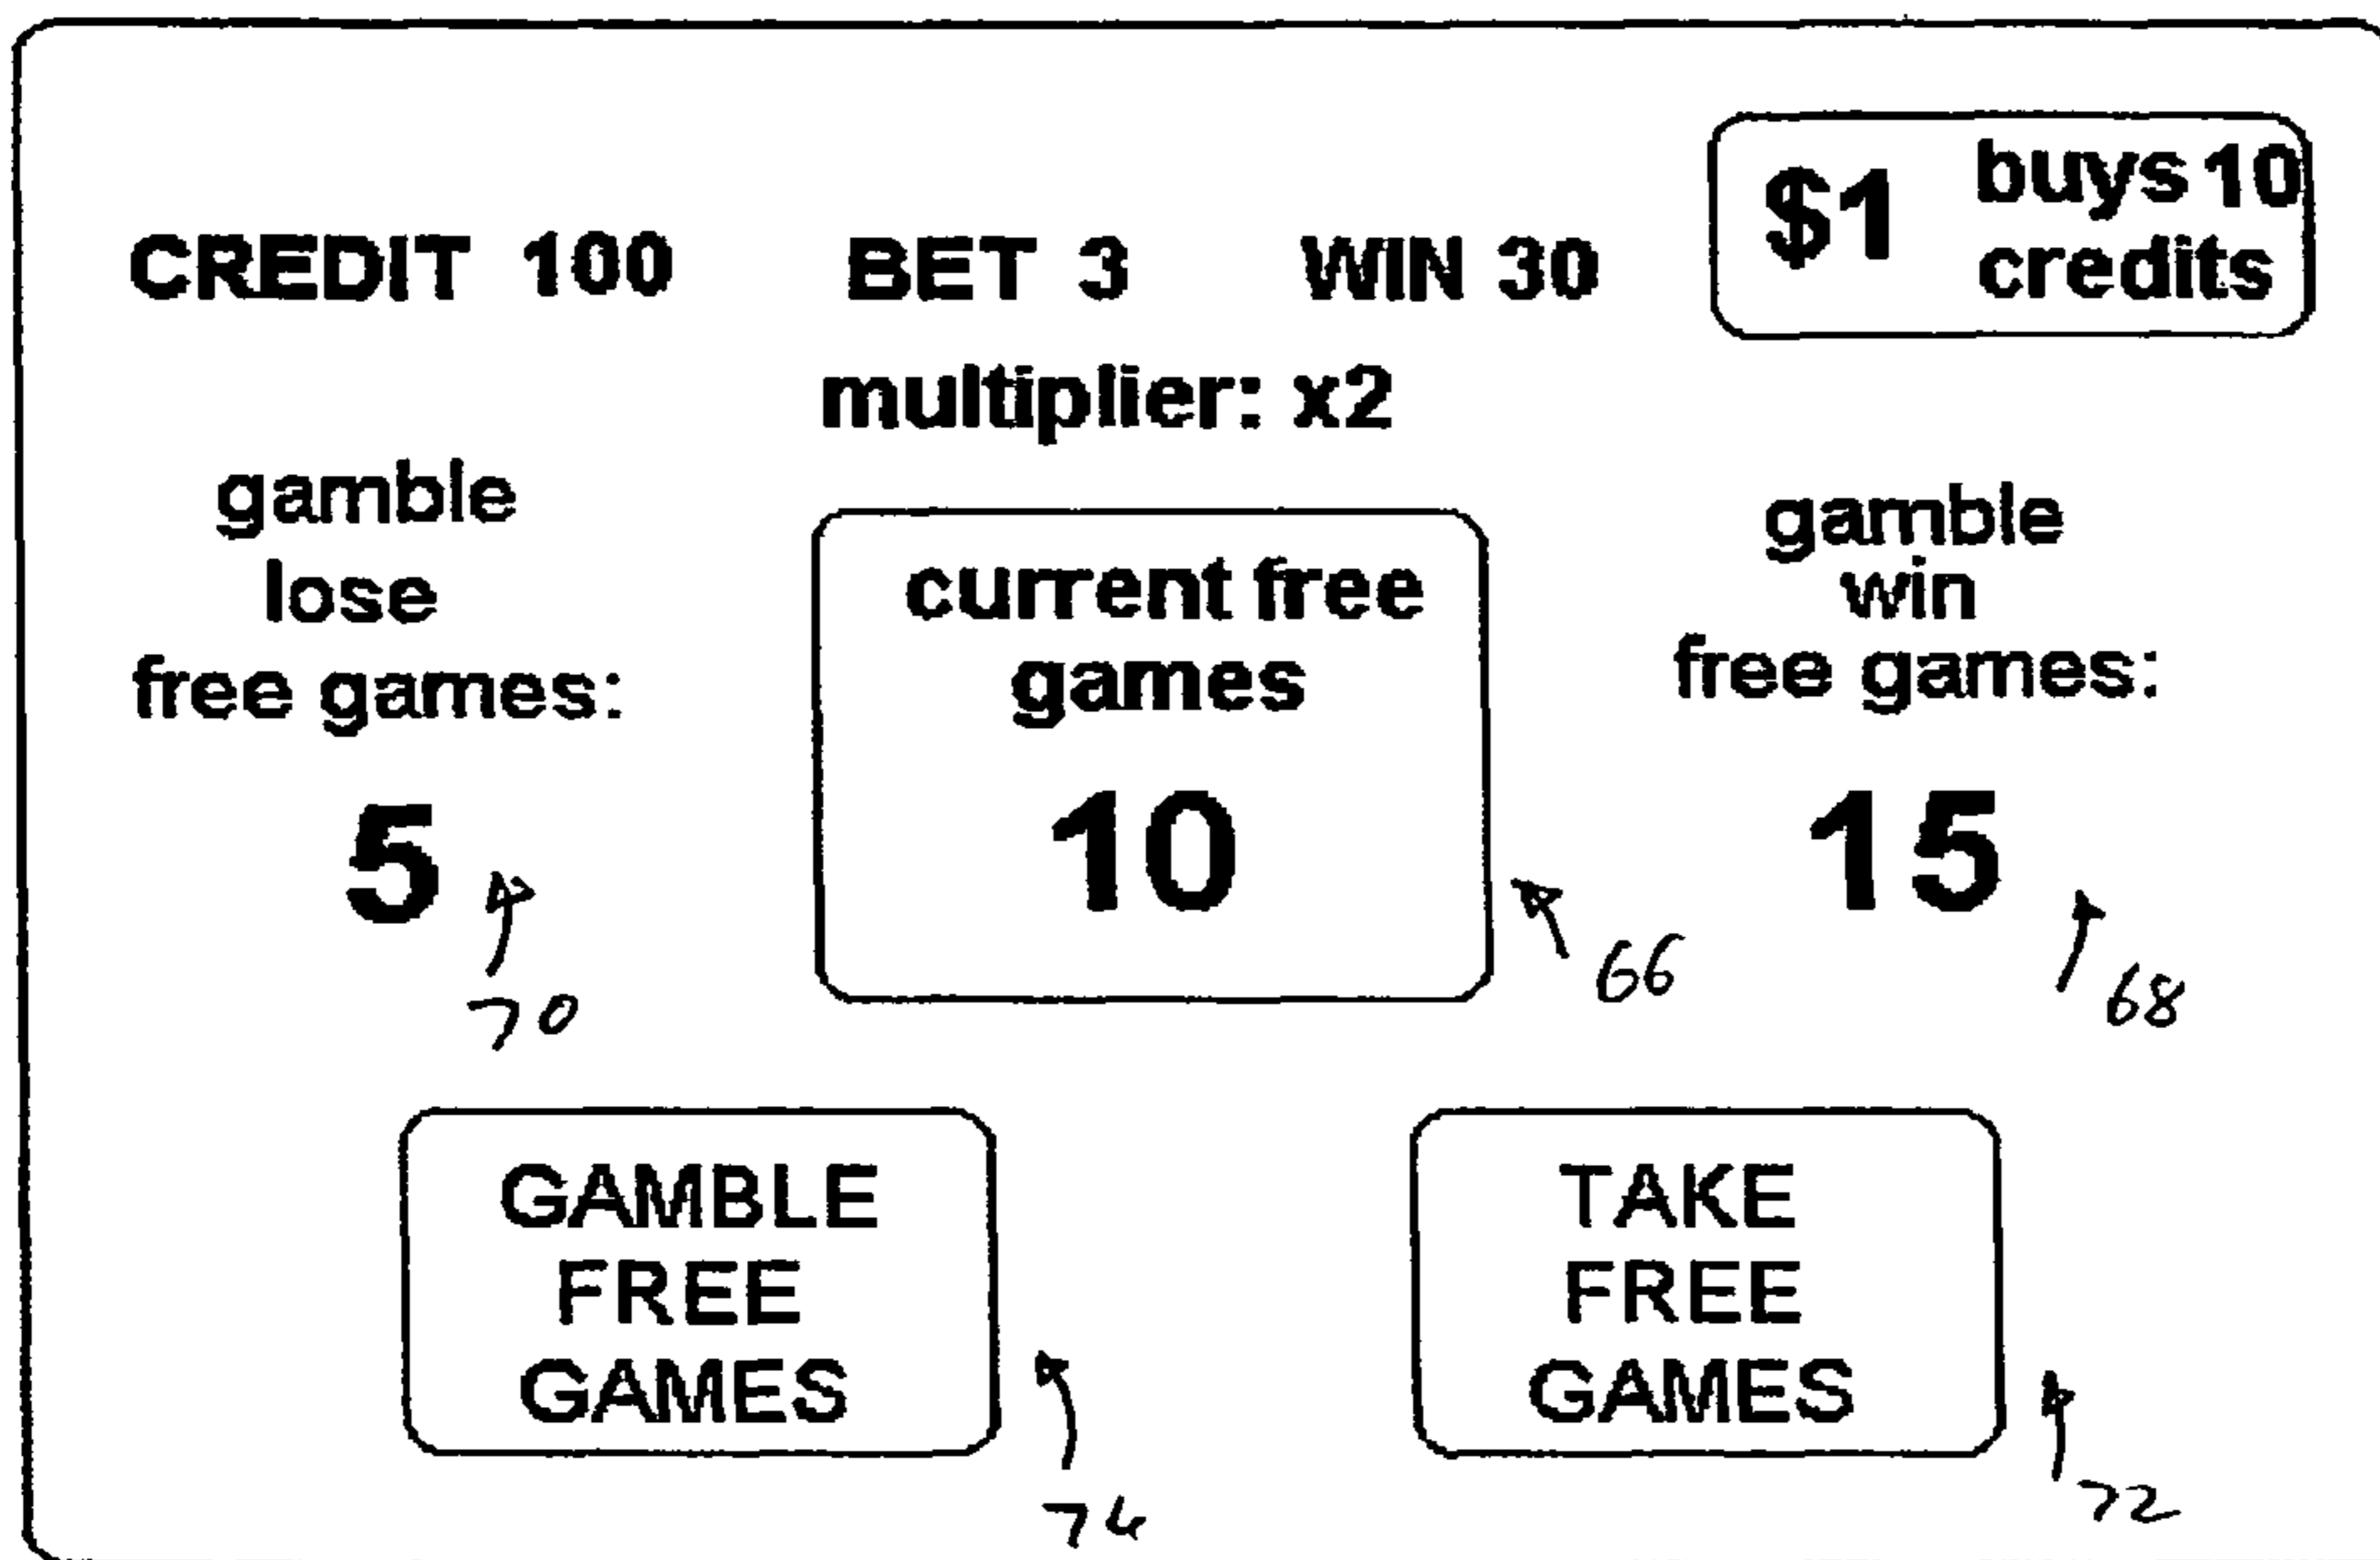 $1 buys 10
credits
CREDIT 100 BET 3 WIN 30
multiplier: x2
gamble
lose
free games:
5
70
current free
games
10
66
gamble
win
free games:
15
68
GAMBLE
FREE
GAMES
74
TAKE
FREE
GAMES
72